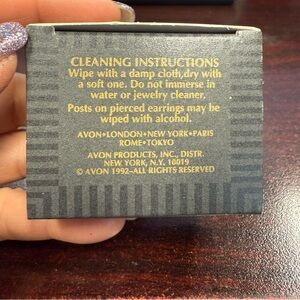 CLEANING INSTRUCTIONS
Wipe with a damp cloth,dry with
a soft one. Do not immerse in
water or jewelry cleaner.
Posts on pierced earrings may be
wiped with alcohol.
AVON•LONDON•NEW YORK•PARIS
ROME•TOKYO
AVON PRODUCTS, INC., DISTR.
NEW YORK, N.Y. 10019
© AVON 1992–ALL RIGHTS RESERVED